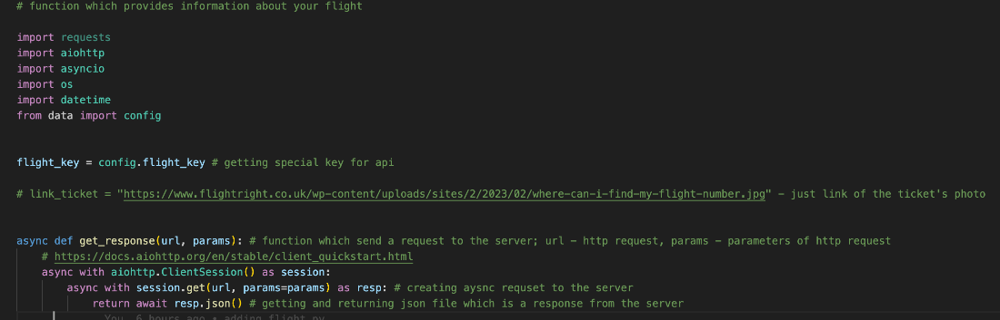 # function which provides information about your flight
import requests
import aiohttp
import asyncio
import os
import datetime
from data import config
flight_key = config.flight_key # getting special key for api
# link_ticket = "https://www.flightright.co.uk/wp-content/uploads/sites/2/2023/02/where-can-i-find-my-flight-number.jpg" - just link of the ticket's photo
async def get_response(url, params): # function which send a request to the server; url - http request, params - parameters of http request
# https://docs.aiohttp.org/en/stable/client_quickstart.html
async with aiohttp.ClientSession() as session:
async with session.get(url, params=params) as resp: # creating aysnc requset to the server
return await resp.json() # getting and returning json file which is a response from the server
You, 6 hours ago • adding flight.py